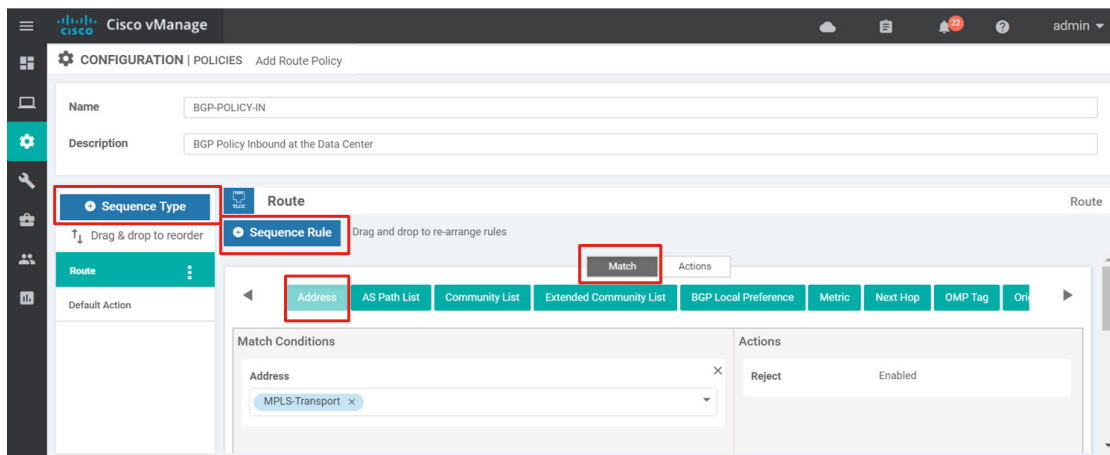 cisco Cisco vManage 22 admin
CONFIGURATION | POLICIES Add Route Policy
Name BGP-POLICY-IN
Description BGP Policy Inbound at the Data Center
Sequence Type
Drag & drop to reorder
Route
Default Action
TLOC Route Route
Sequence Rule Drag and drop to re-arrange rules
Match Actions
Address AS Path List Community List Extended Community List BGP Local Preference Metric Next Hop OMP Tag Ori
Match Conditions
Address
MPLS-Transport ×
Actions
Reject Enabled